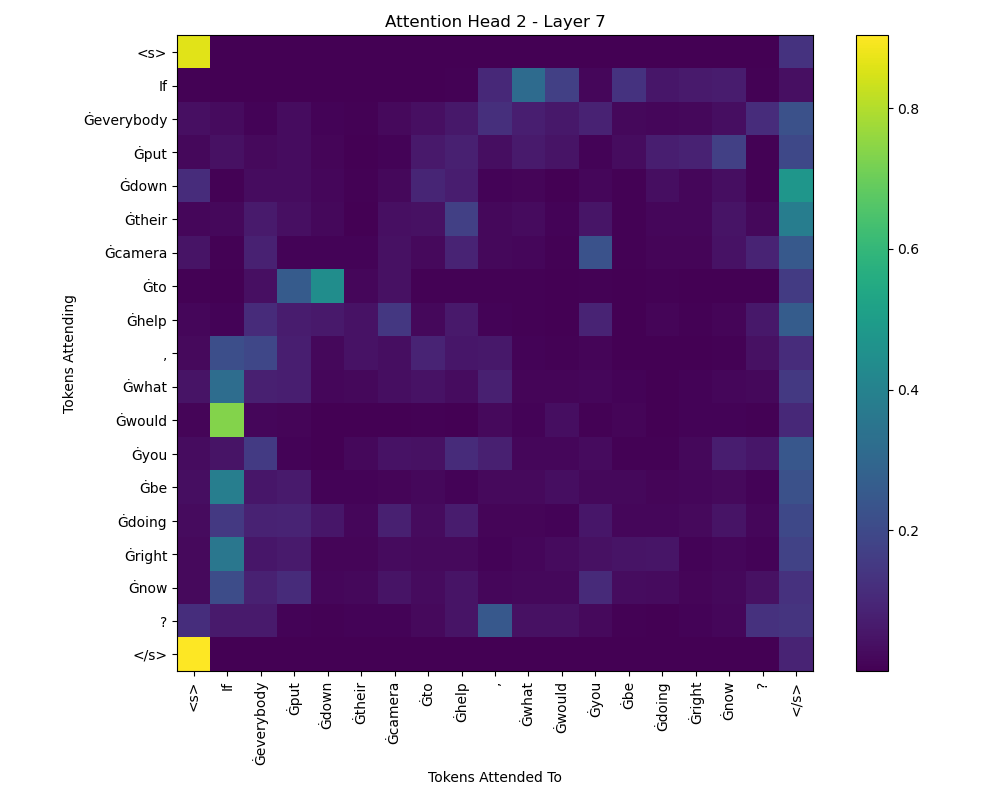 Attention Head 2 - Layer 7
Tokens Attending
<s>
If
Ġeverybody
Ġput
Ġdown
Ġtheir
Ġcamera
Ġto
Ġhelp
,
Ġwhat
Ġwould
Ġyou
Ġbe
Ġdoing
Ġright
Ġnow
?
</s>
<s>
If
Ġeverybody
Ġput
Ġdown
Ġtheir
Ġcamera
Ġto
Ġhelp
,
Ġwhat
Ġwould
Ġyou
Ġbe
Ġdoing
Ġright
Ġnow
?
</s>
Tokens Attended To
0.8
0.6
0.4
0.2